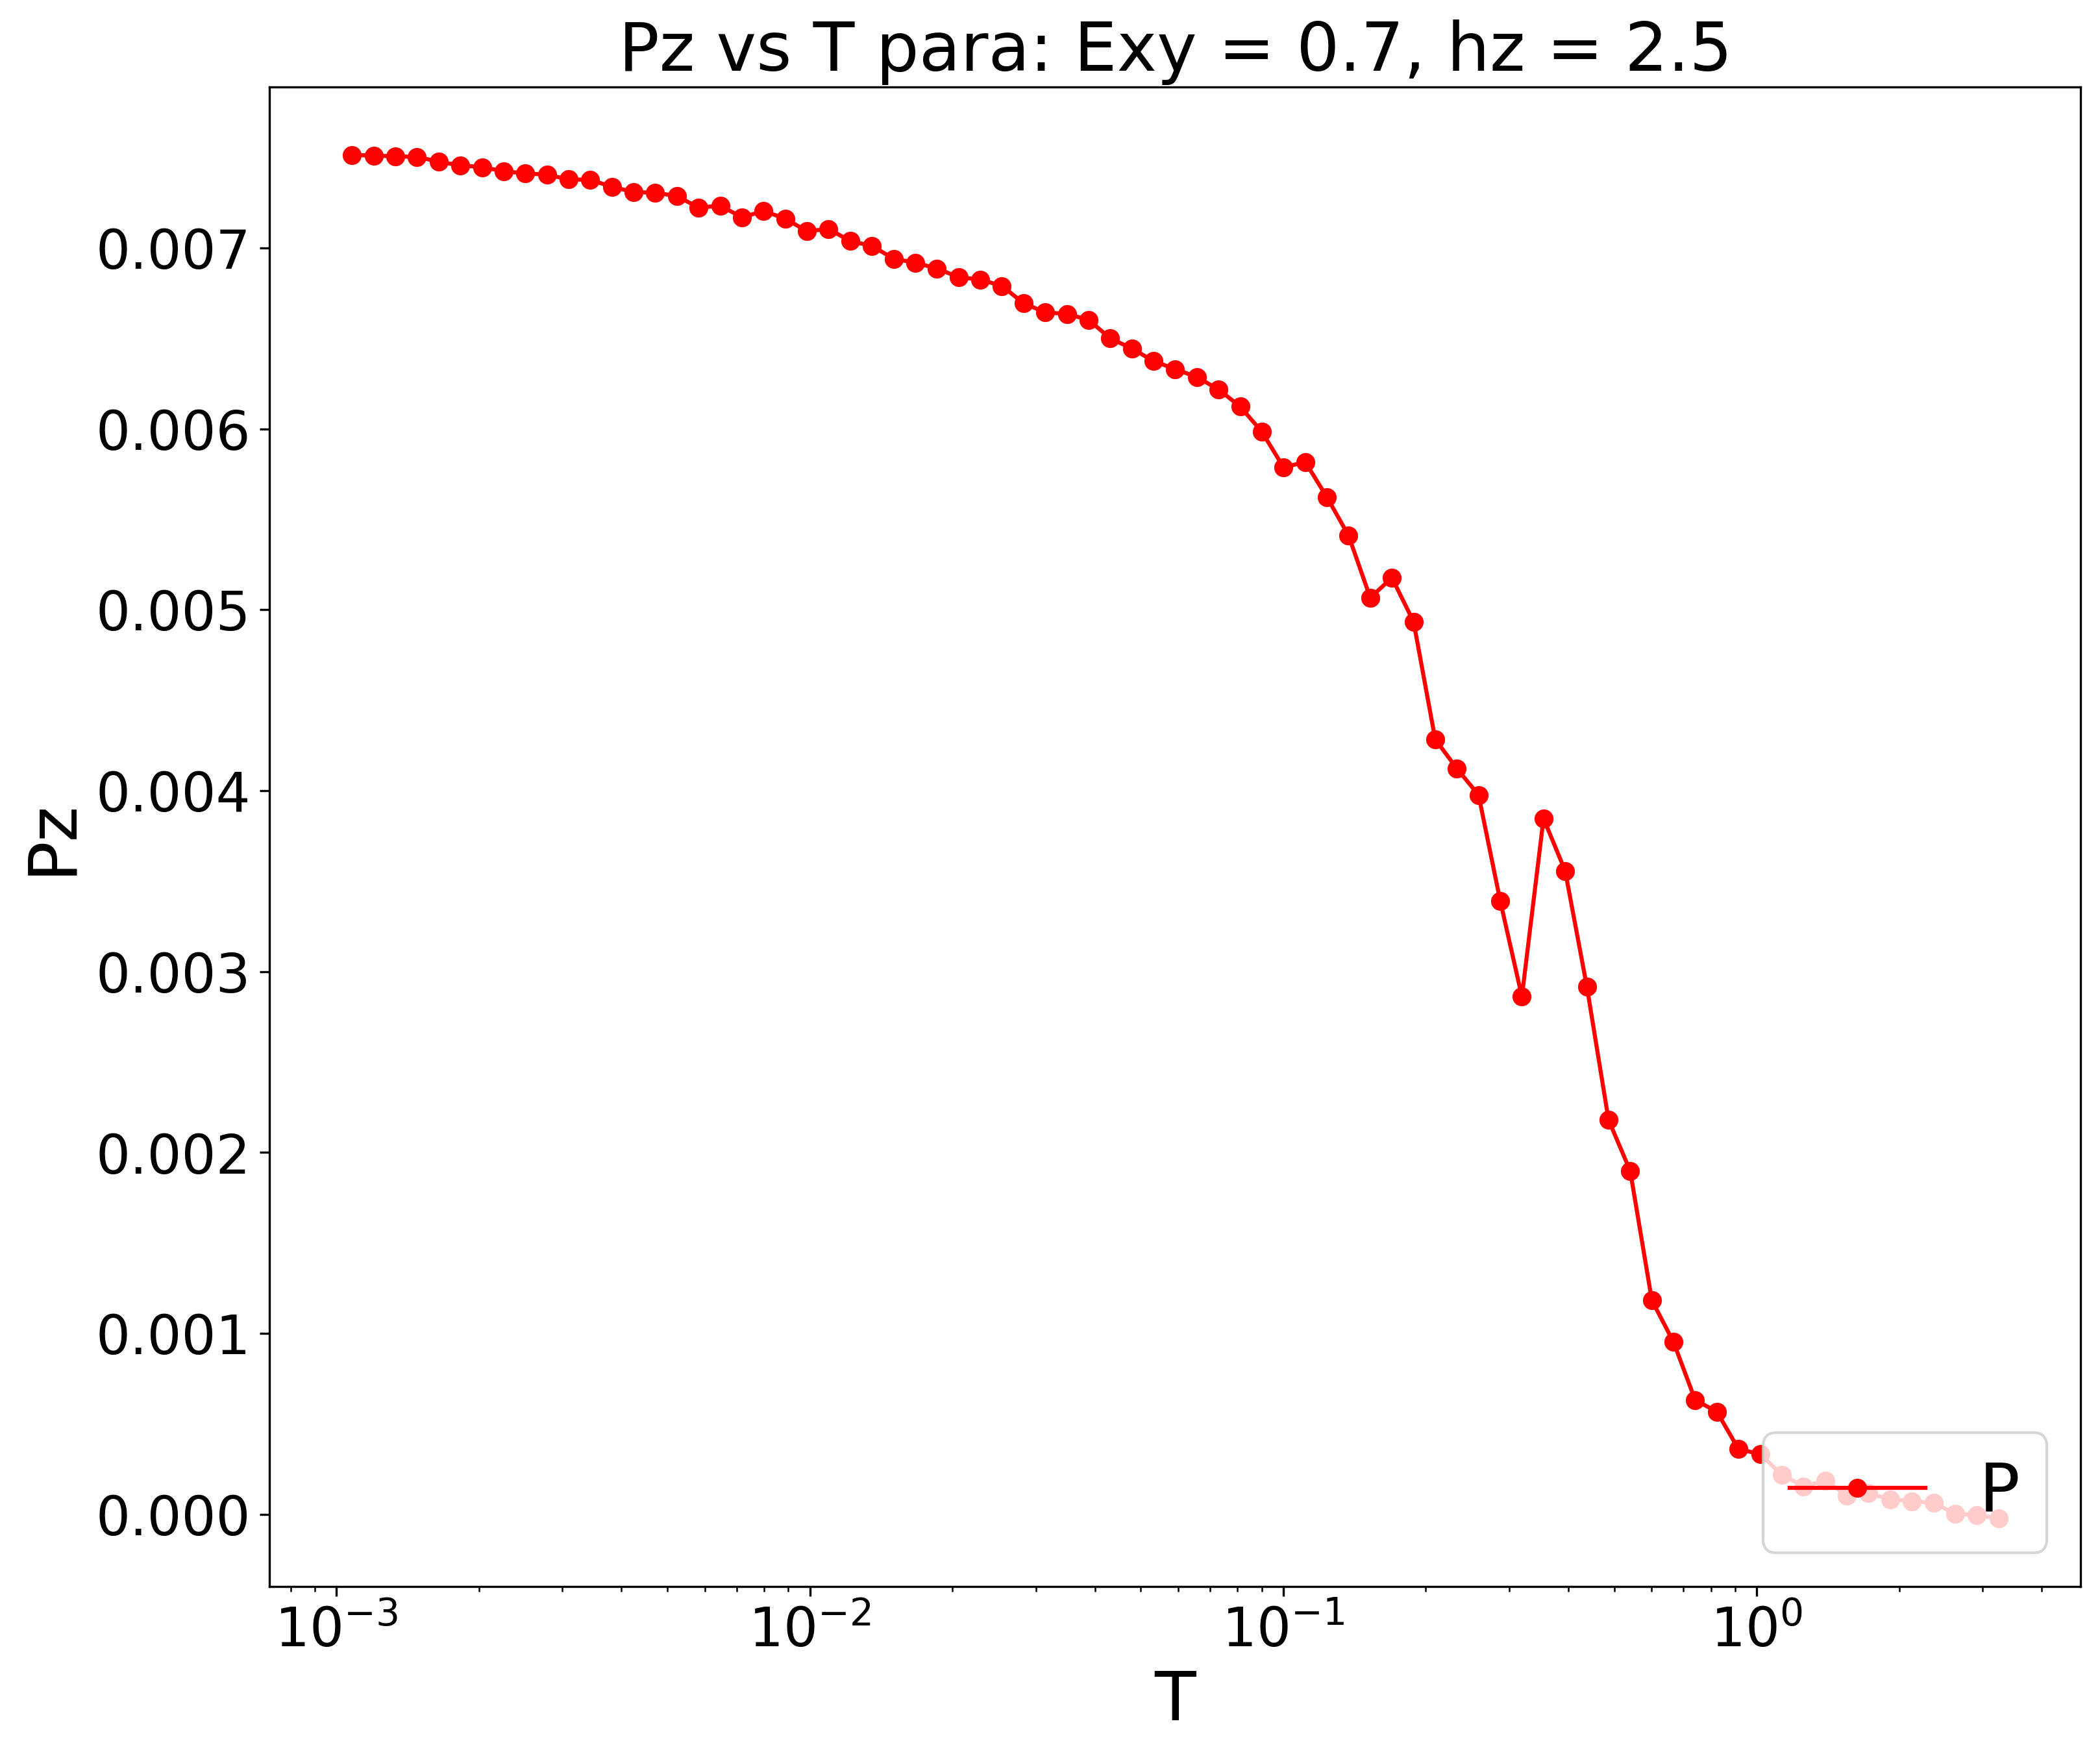 Pz vs T para: Exy = 0.7, hz = 2.5
Pz
0.007
0.006
0.005
0.004
0.003
0.002
0.001
0.000
P
10⁻³ 10⁻² 10⁻¹ 10⁰
T